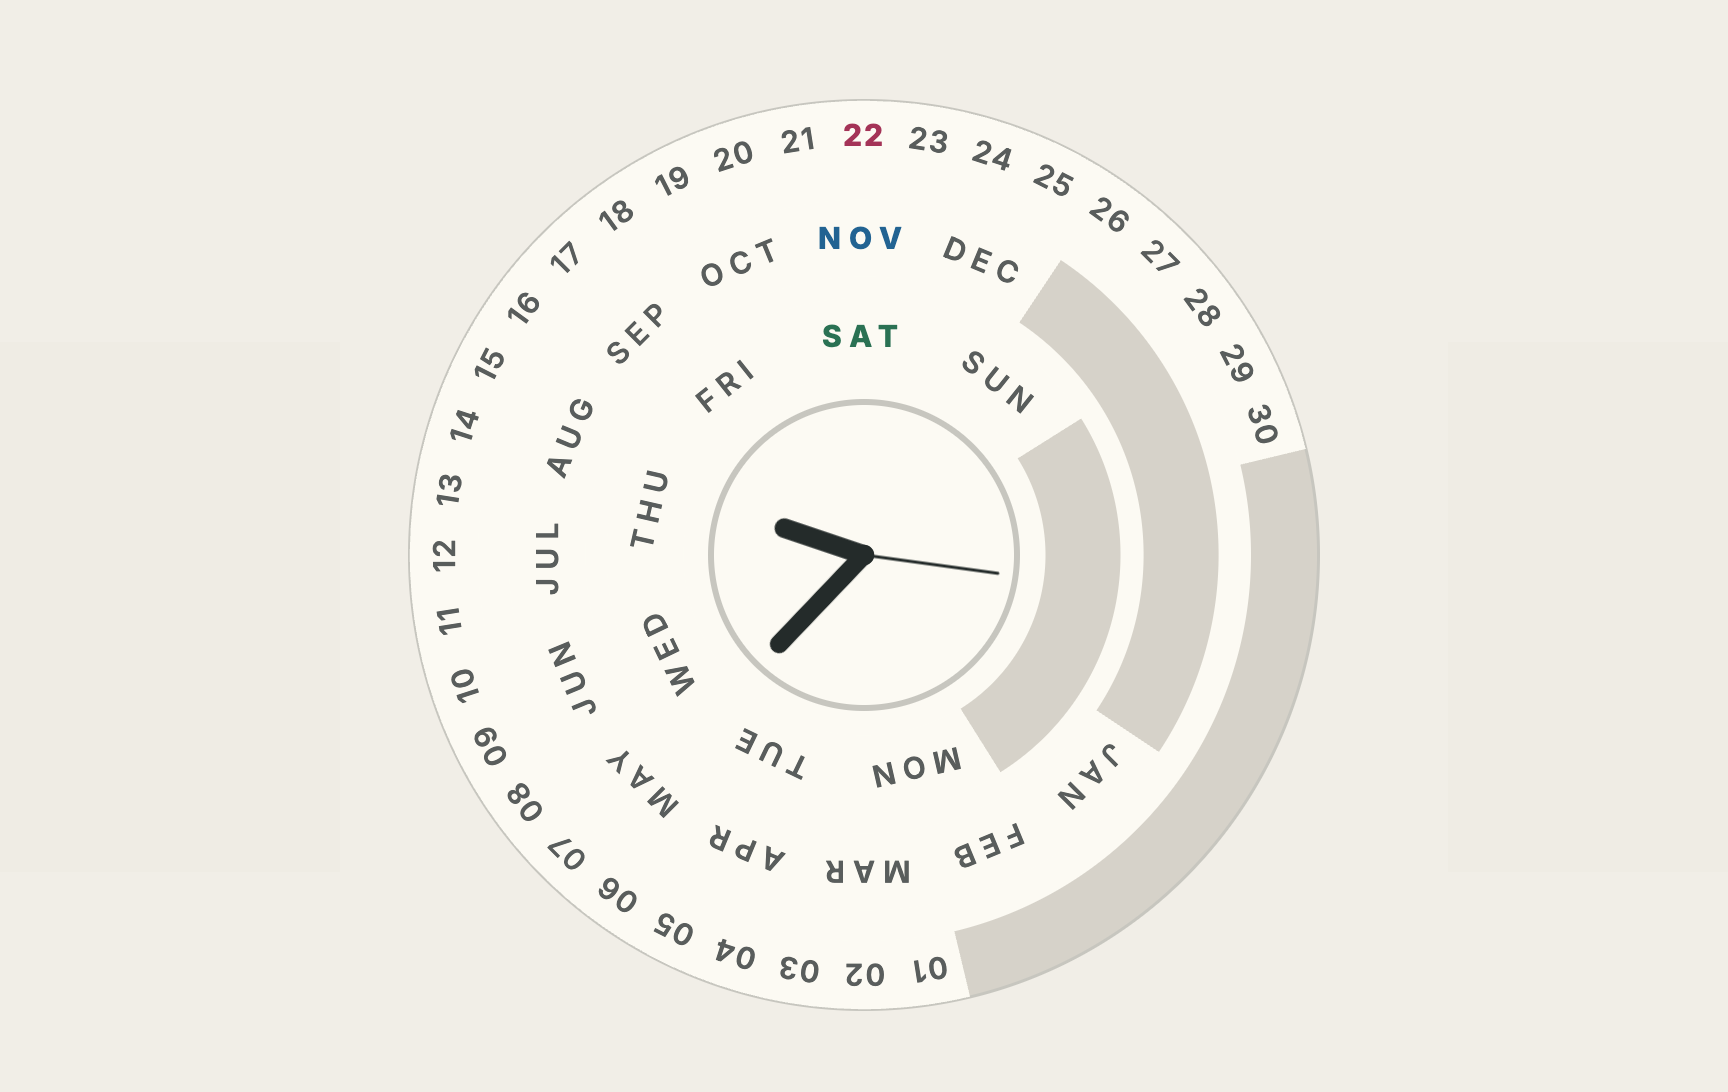 01 02 03 04 05 06 07 08 09 10 11 12 13 14 15 16 17 18 19 20 21 22 23 24 25 26 27 28 29 30
JAN FEB MAR APR MAY JUN JUL AUG SEP OCT NOV DEC
MON TUE WED THU FRI SAT SUN